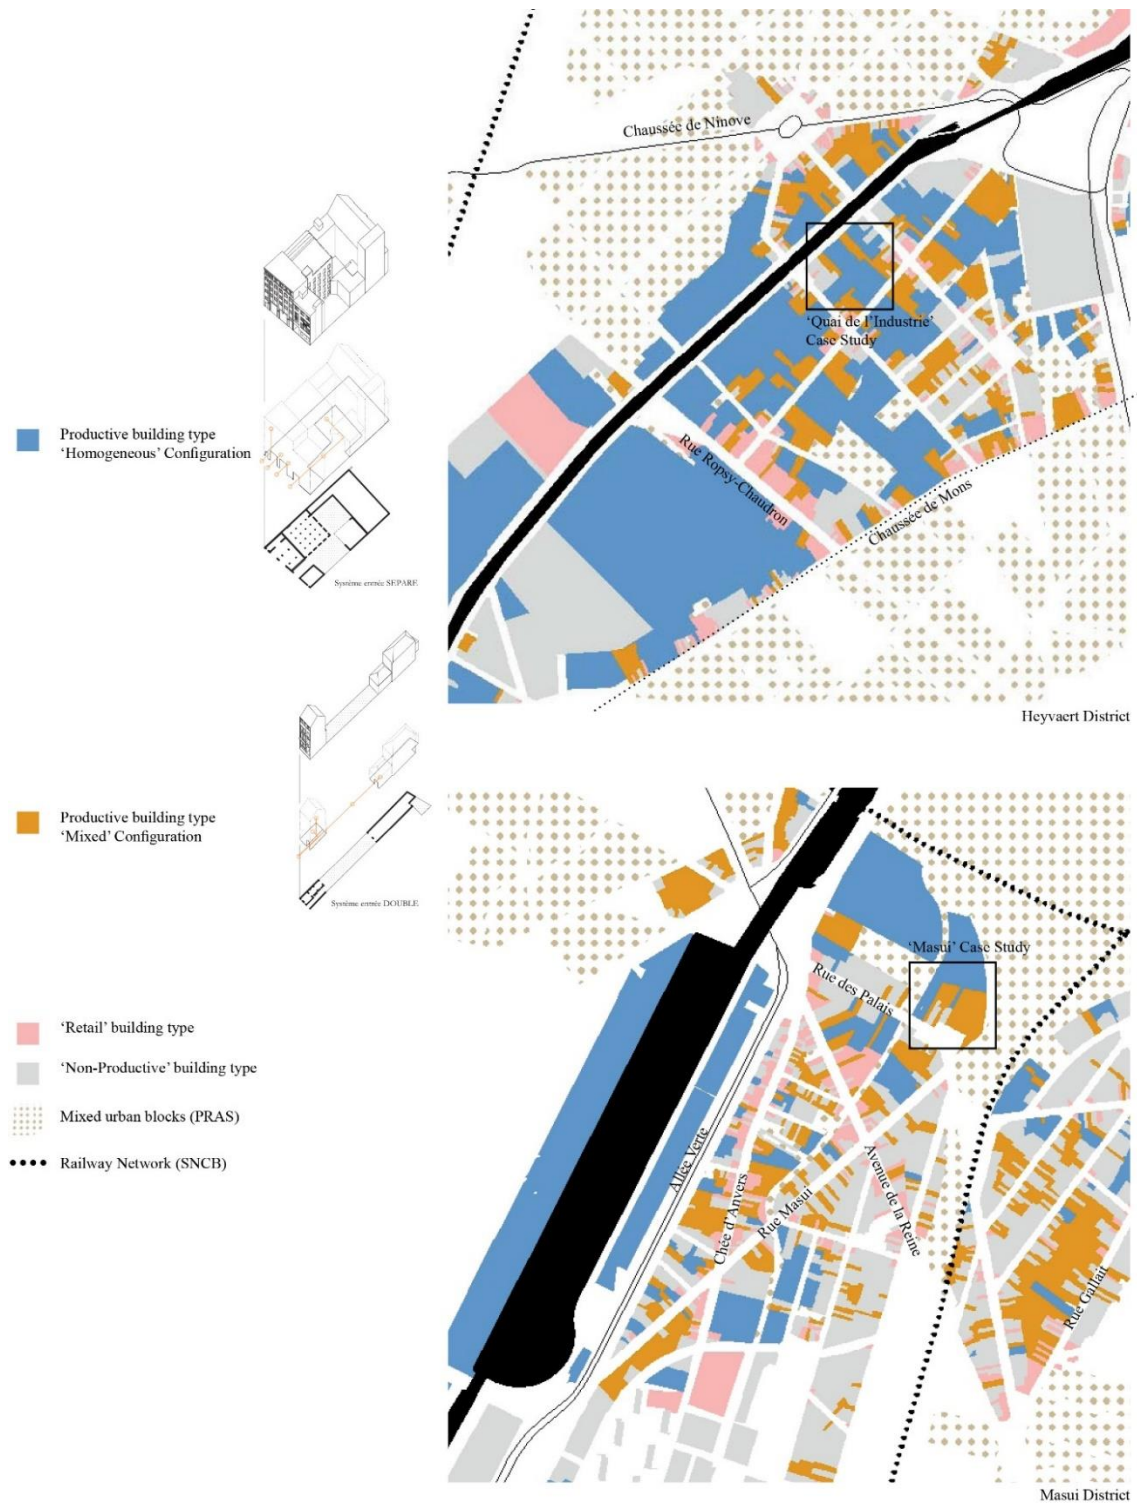 Productive building type
‘Homogeneous’ Configuration
Système entrée SEPARE
Productive building type
‘Mixed’ Configuration
Système entrée DOUBLE
‘Retail’ building type
‘Non-Productive’ building type
Mixed urban blocks (PRAS)
Railway Network (SNCB)
Chaussée de Ninove
‘Quai de l’Industrie’
Case Study
Rue Ropsy-Chaudron
Chaussée de Mons
Heyvaert District
‘Masui’ Case Study
Rue des Palais
Allée Verte
Chée d’Anvers
Rue Masui
Avenue de la Reine
Rue Gallait
Masui District